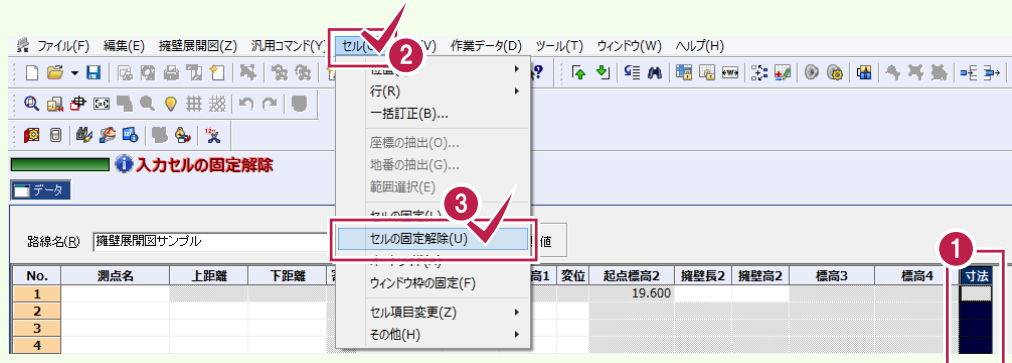 ファイル(F) 編集(E) 擁壁展開図(Z) 汎用コマンド(Y) セル( (V) 作業データ(D) ツール(T) ウィンドウ(W) ヘルプ(H)
2
行(R)
一括訂正(B)...
座標の抽出(O)...
地番の抽出(G)...
範囲選択(E)
入力セルの固定解除
データ
3
セルの固定解除(U)
路線名(R) 擁壁展開図サンプル 値
ウィンドウ枠の固定(F)
セル項目変更(Z)
その他(H)
1
No. 測点名 上距離 下距離 高1 変位 起点標高2 擁壁長2 擁壁高2 標高3 標高4 寸法
1 19.600
2
3
4